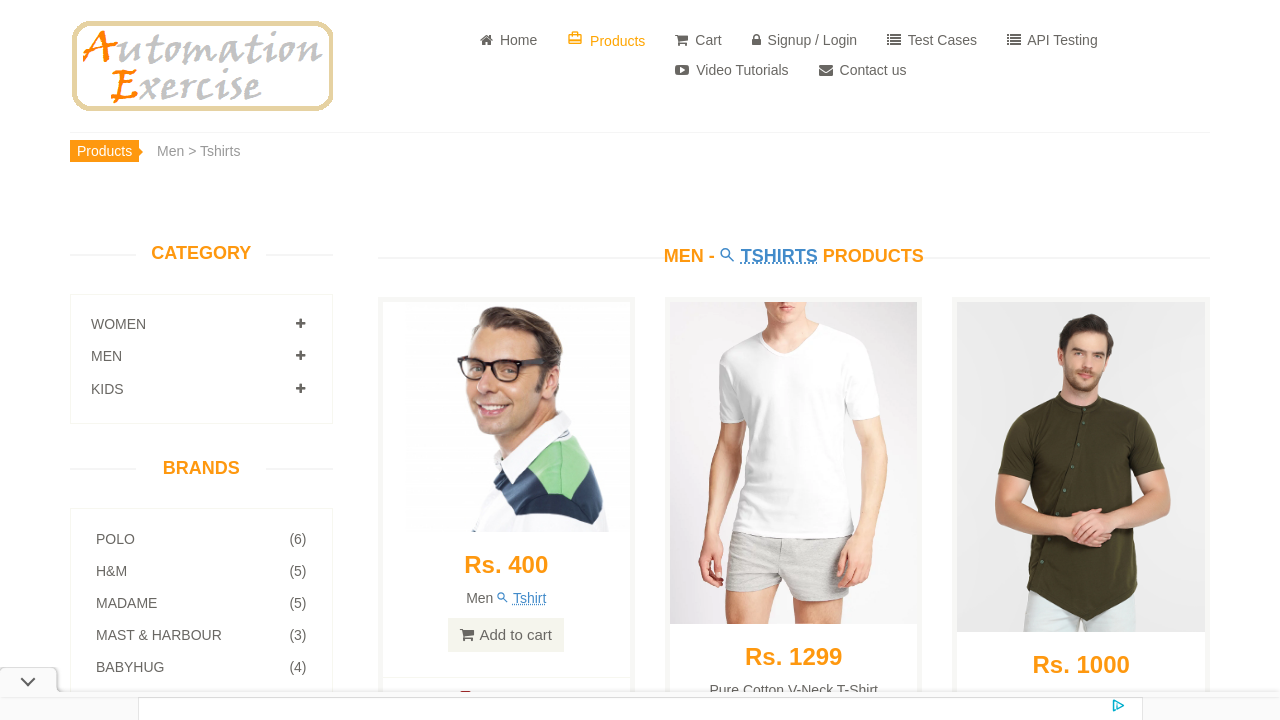 Automation
Exercise
Home
Products
Cart
Signup / Login
Test Cases
API Testing
Video Tutorials
Contact us
Products
Men > Tshirts
CATEGORY
WOMEN
MEN
KIDS
BRANDS
POLO (6)
H&M (5)
MADAME (5)
MAST & HARBOUR (3)
BABYHUG (4)
MEN - TSHIRTS PRODUCTS
Rs. 400
Men Tshirt
Add to cart
Rs. 1299
Pure Cotton V-Neck T-Shirt
Rs. 1000